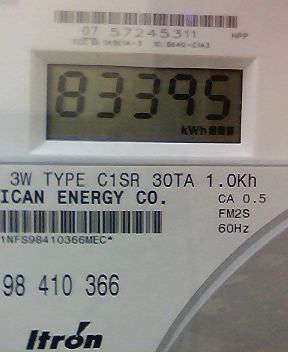 07 57245311 NPP
83395
kWh
3W TYPE C1SR 30TA 1.0Kh
ICAN ENERGY CO. CA 0.5
FM2S
60Hz
1NFS98410366MEC*
98 410 366
Itron